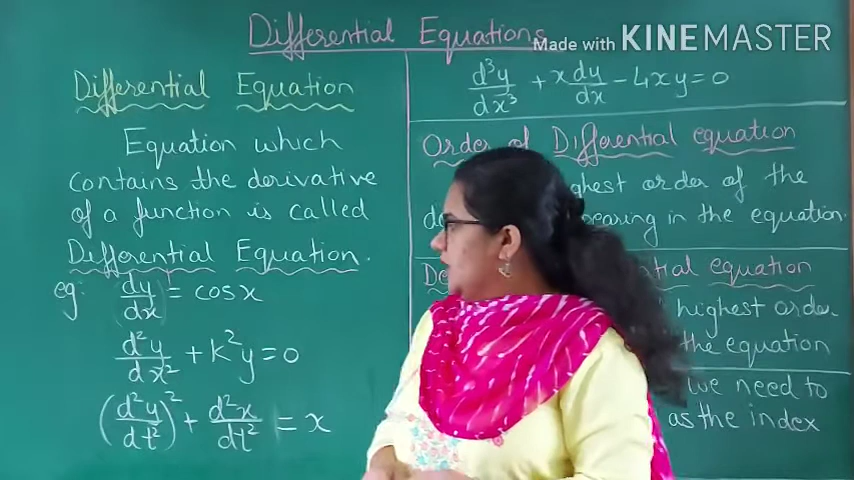 Differential Equations
Made with KINEMASTER
Differential Equation
Equation which
contains the derivative
of a function is called
Differential Equation.
eg: dy/dx = cosx
d²y/dx² + K²y = 0
(d²y/dt²)² + d²x/dt² = x
d³y/dx³ + x dy/dx - 4xy = 0
Order of Differential equation
order of the
in the equation.
equation
highest order
the equation
we need to
as the index